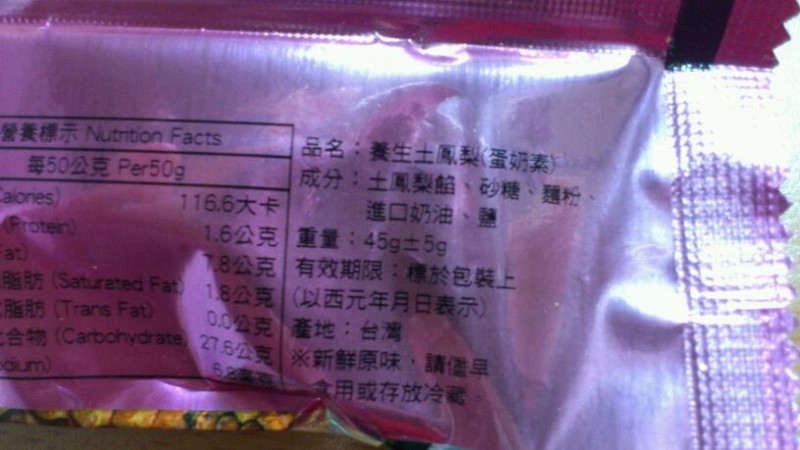 營養標示 Nutrition Facts
每50公克 Per50g
Calories) 116.6大卡
(Protein) 1.6公克
Fat) 7.8公克
脂肪 (Saturated Fat) 1.8公克
脂肪 (Trans Fat) 0.0公克
合物 (Carbohydrate) 27.6公克
odium)
品名：養生土鳳梨(蛋奶素)
成分：土鳳梨餡、砂糖、麵粉、
進口奶油、鹽
重量：45g±5g
有效期限：標於包裝上
(以西元年月日表示)
產地：台灣
※新鮮原味，請儘早
食用或存放冷藏。